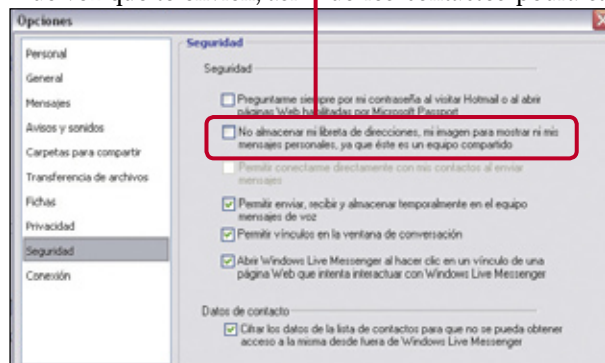 Opciones
Personal
General
Mensajes
Avisos y sonidos
Carpetas para compartir
Transferencia de archivos
Fichas
Privacidad
Seguridad
Conexión
Seguridad
Seguridad
Preguntarme siempre por mi contraseña al visitar Hotmail o al abrir
páginas Web habilitadas por Microsoft Passport
No almacenar mi libreta de direcciones, mi imagen para mostrar ni mis
mensajes personales, ya que éste es un equipo compartido
Permitir conectarme directamente con mis contactos al enviar
mensajes
Permitir enviar, recibir y almacenar temporalmente en el equipo
mensajes de voz
Permitir vínculos en la ventana de conversación
Abrir Windows Live Messenger al hacer clic en un vínculo de una
página Web que intenta interactuar con Windows Live Messenger
Datos de contacto
Cifrar los datos de la lista de contactos para que no se pueda obtener
acceso a la misma desde fuera de Windows Live Messenger